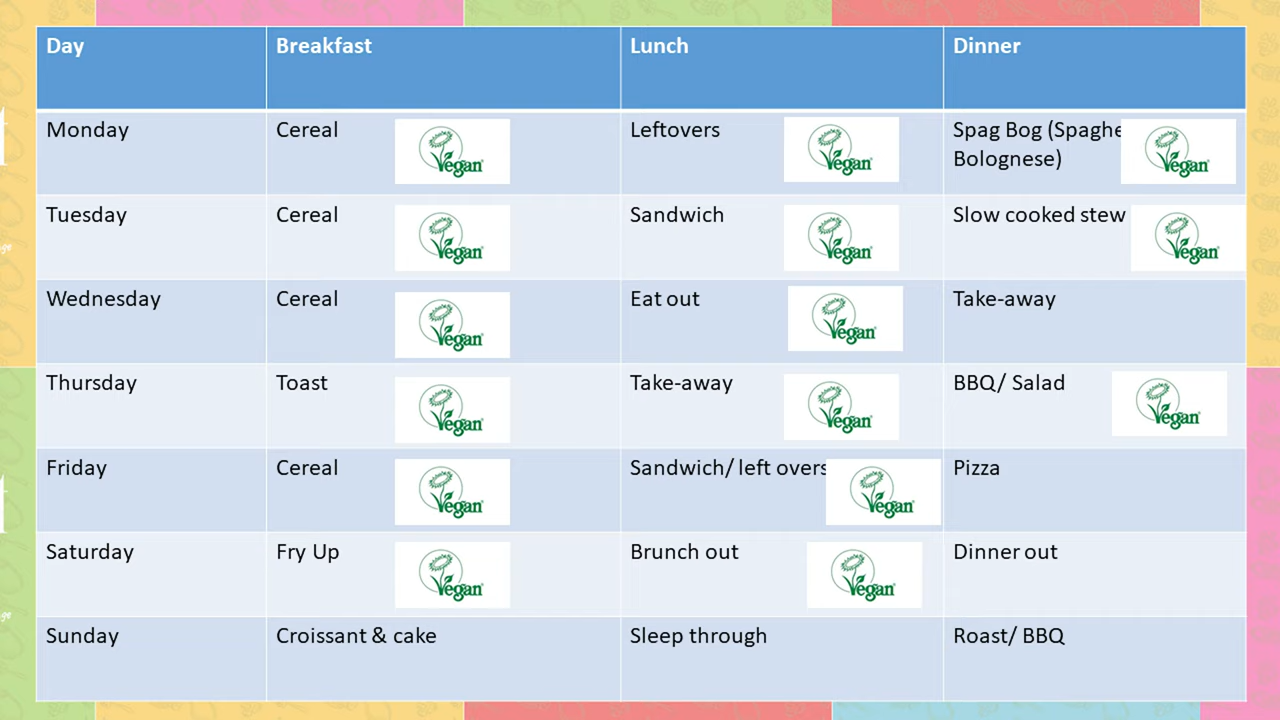 Day Breakfast Lunch Dinner
Monday Cereal Vegan Leftovers Vegan Spag Bog (Spaghe Vegan
Bolognese)
Tuesday Cereal Vegan Sandwich Vegan Slow cooked stew Vegan
Wednesday Cereal Vegan Eat out Vegan Take-away
Thursday Toast Vegan Take-away Vegan BBQ/ Salad Vegan
Friday Cereal Vegan Sandwich/ left overs Vegan Pizza
Saturday Fry Up Vegan Brunch out Vegan Dinner out
Sunday Croissant & cake Sleep through Roast/ BBQ